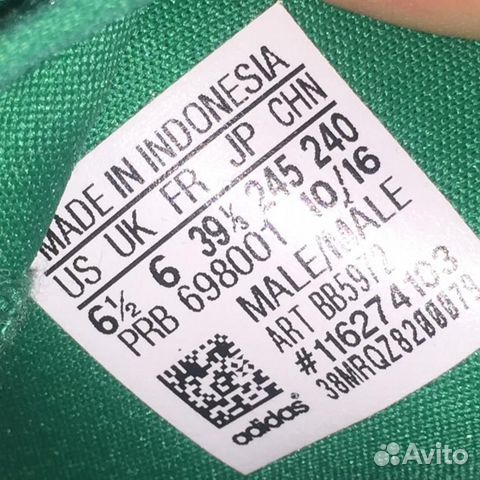 MADE IN INDONESIA
US UK FR JP CHN
6½ 6 39⅓ 245 240
PRB 698001 10/16
MALE/MALE
ART BB5972
#116274103
38MRQZ8200079
adidas
Avito